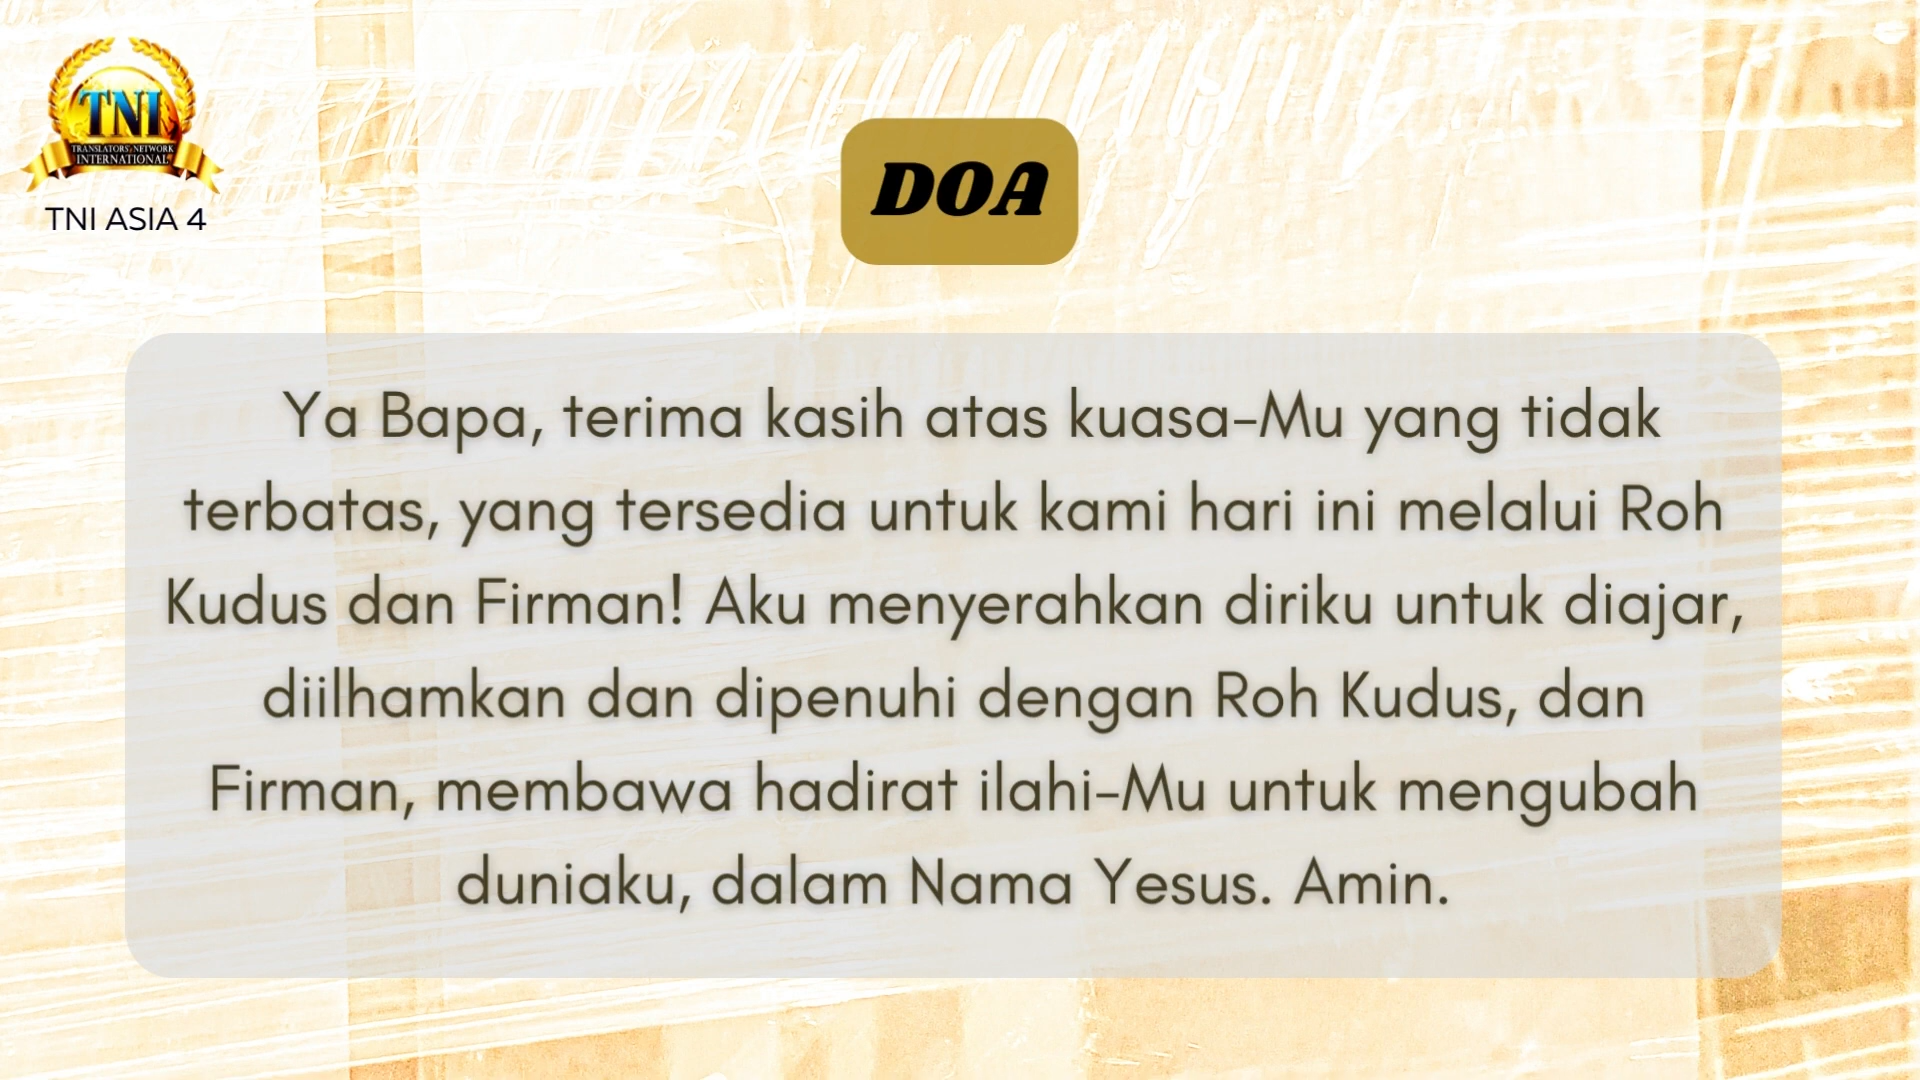 TNI
TRANSLATORS' NETWORK
INTERNATIONAL
TNI ASIA 4
DOA
Ya Bapa, terima kasih atas kuasa-Mu yang tidak
terbatas, yang tersedia untuk kami hari ini melalui Roh
Kudus dan Firman! Aku menyerahkan diriku untuk diajar,
diilhamkan dan dipenuhi dengan Roh Kudus, dan
Firman, membawa hadirat ilahi-Mu untuk mengubah
duniaku, dalam Nama Yesus. Amin.